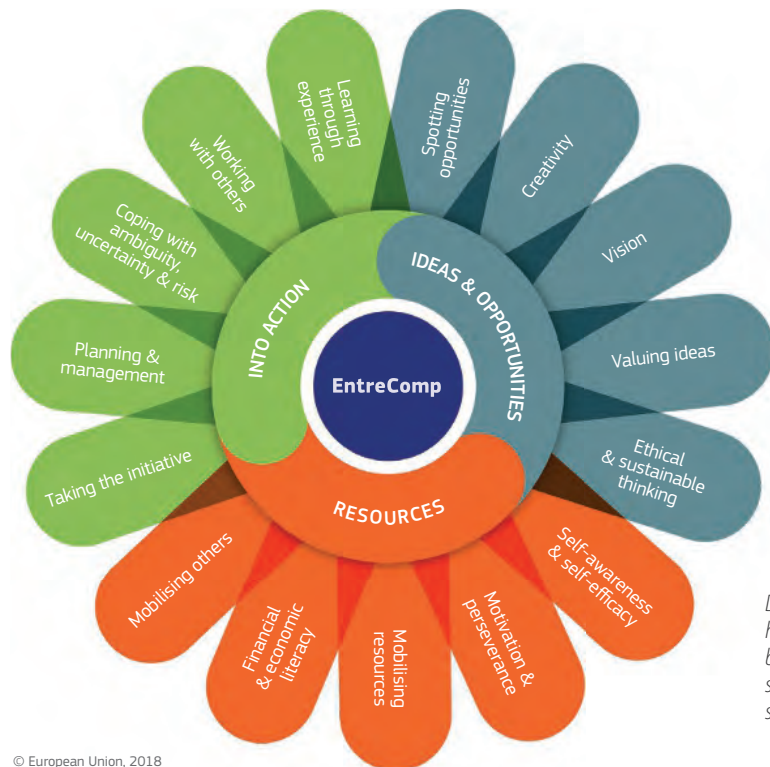 Learning
through
experience
Spotting
opportunities
Creativity
Vision
Valuing ideas
Ethical
& sustainable
thinking
Self-awareness
& self-efficacy
Motivation &
perseverance
Mobilising
resources
Financial
& economic
literacy
Mobilising others
Taking the initiative
Planning &
management
Coping with
ambiguity,
uncertainty & risk
Working
with others
INTO ACTION
IDEAS & OPPORTUNITIES
RESOURCES
EntreComp
© European Union, 2018